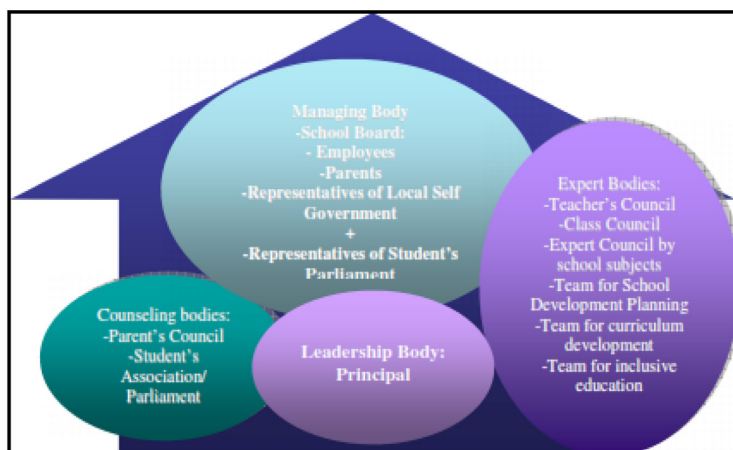 Managing Body
-School Board:
- Employees
-Parents
-Representatives of Local Self
Government
+
-Representatives of Student's
Parliament
Expert Bodies:
-Teacher's Council
-Class Council
-Expert Council by
school subjects
-Team for School
Development Planning
-Team for curriculum
development
-Team for inclusive
education
Counseling bodies:
-Parent's Council
-Student's
Association/
Parliament
Leadership Body:
Principal